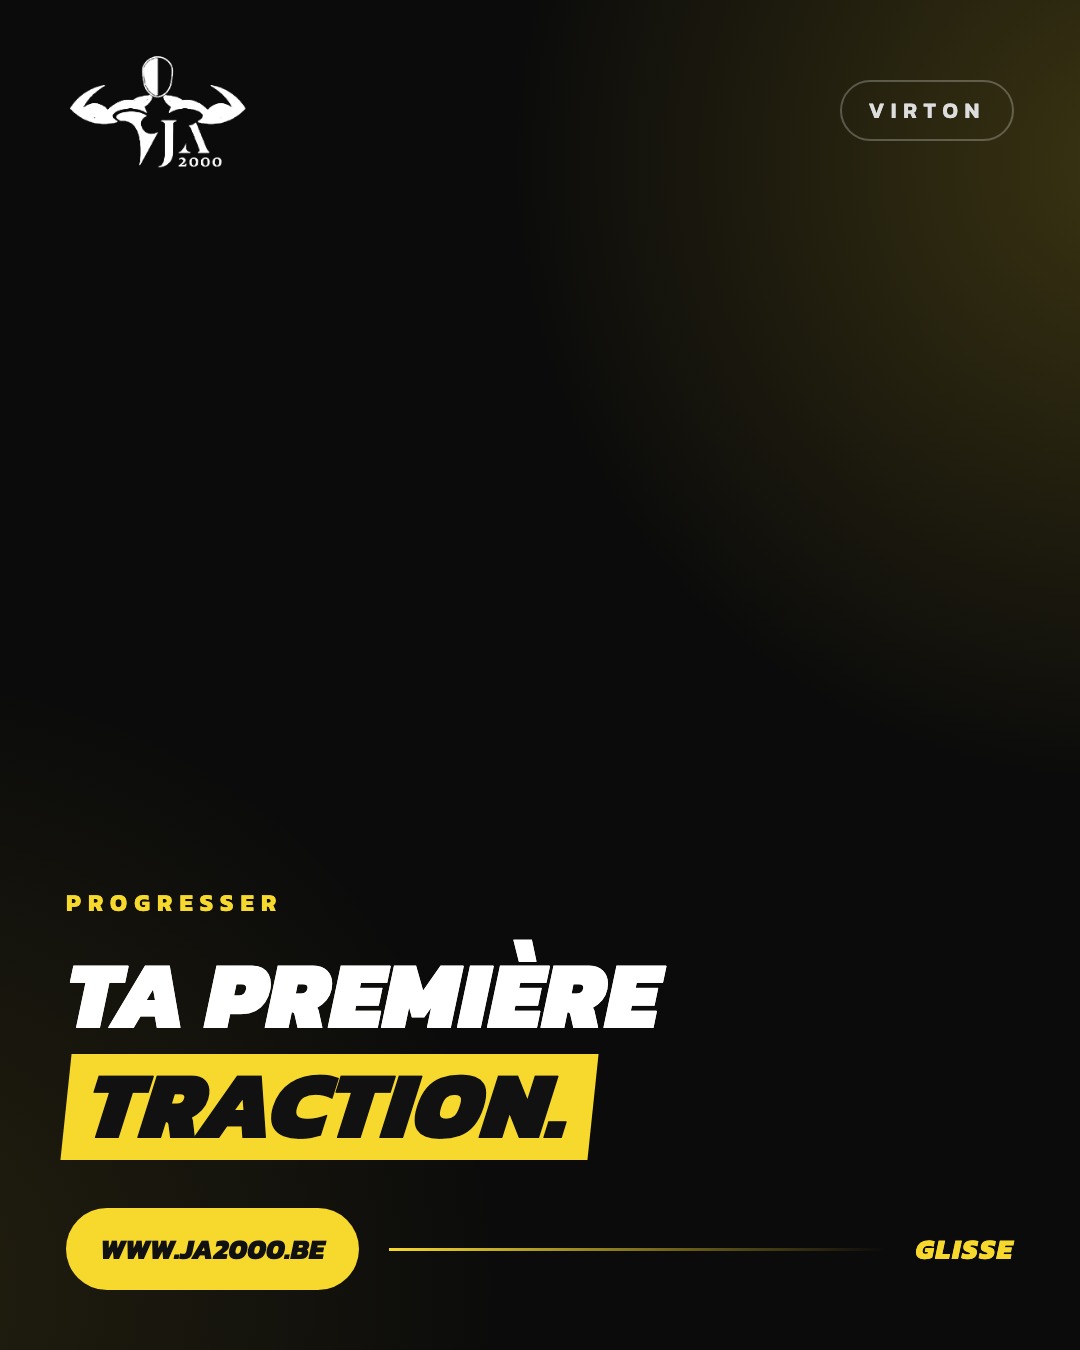 JA
2000
VIRTON
PROGRESSER
TA PREMIÈRE
TRACTION.
WWW.JA2000.BE
GLISSE